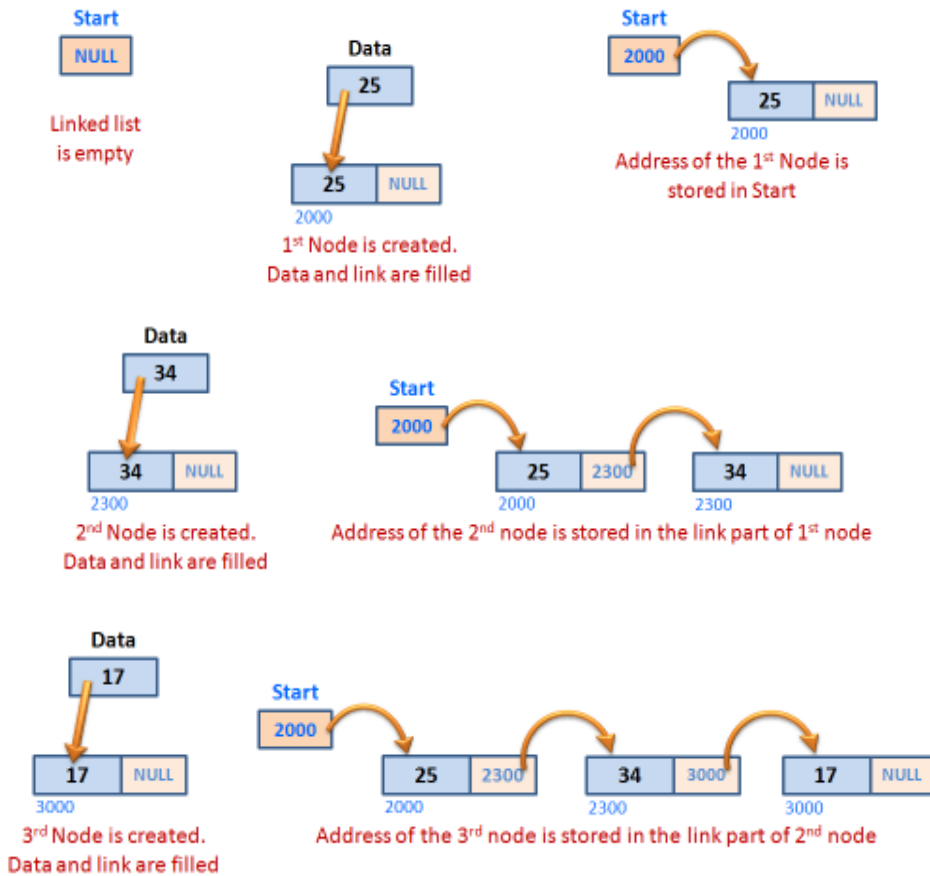 Start
NULL
Linked list
is empty
Data
25
25 NULL
2000
1st Node is created.
Data and link are filled
Start
2000
25 NULL
2000
Address of the 1st Node is
stored in Start
Data
34
34 NULL
2300
2nd Node is created.
Data and link are filled
Start
2000
25 2300 34 NULL
2000 2300
Address of the 2nd node is stored in the link part of 1st node
Data
17
17 NULL
3000
3rd Node is created.
Data and link are filled
Start
2000
25 2300 34 3000 17 NULL
2000 2300 3000
Address of the 3rd node is stored in the link part of 2nd node